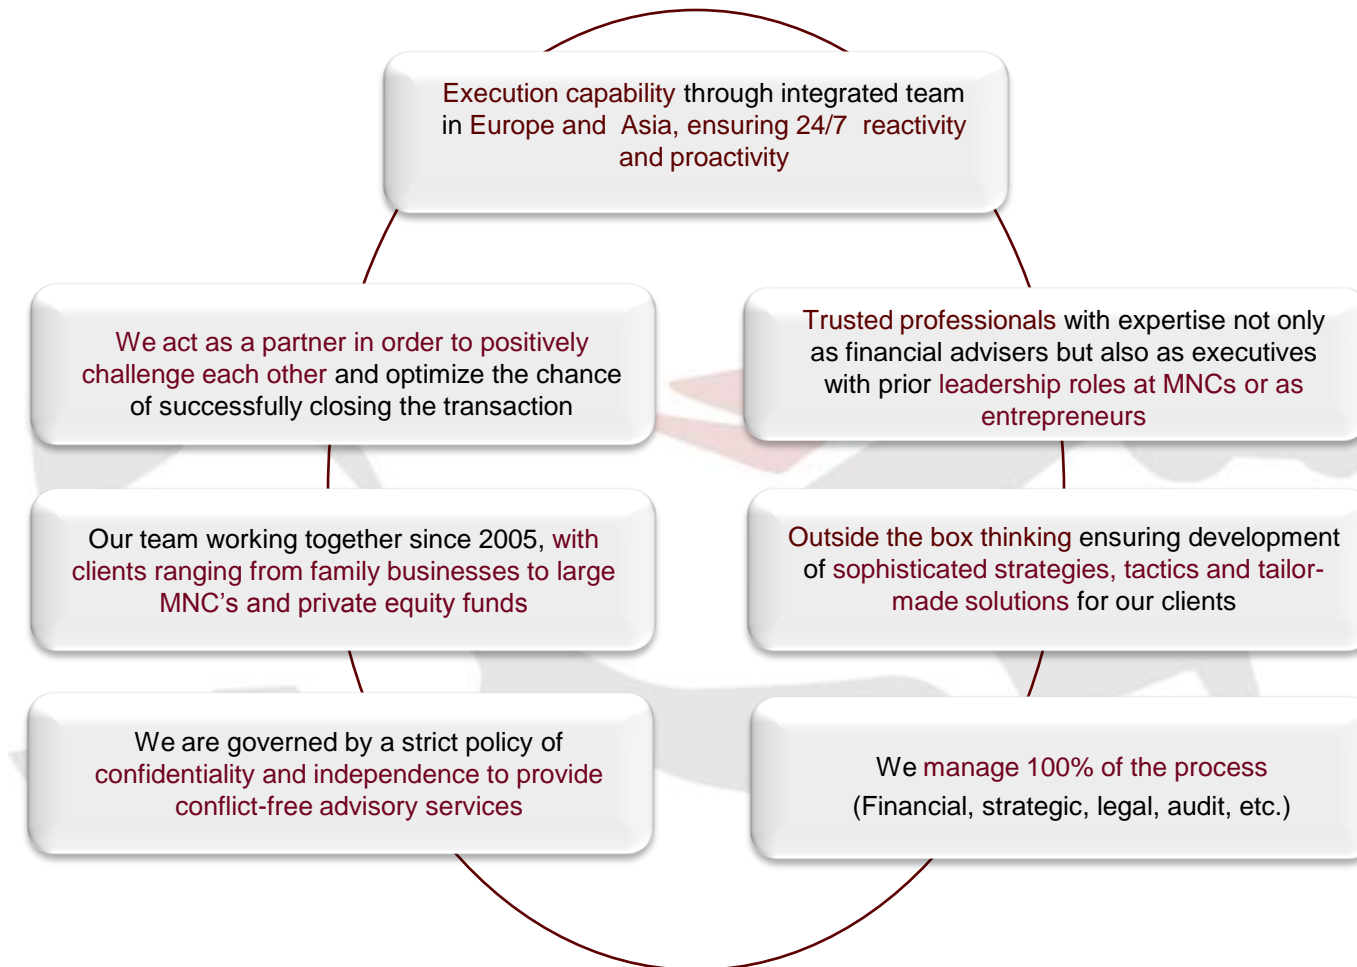 Execution capability through integrated team
in Europe and Asia, ensuring 24/7 reactivity
and proactivity
We act as a partner in order to positively
challenge each other and optimize the chance
of successfully closing the transaction
Trusted professionals with expertise not only
as financial advisers but also as executives
with prior leadership roles at MNCs or as
entrepreneurs
Our team working together since 2005, with
clients ranging from family businesses to large
MNC’s and private equity funds
Outside the box thinking ensuring development
of sophisticated strategies, tactics and tailor-
made solutions for our clients
We are governed by a strict policy of
confidentiality and independence to provide
conflict-free advisory services
We manage 100% of the process
(Financial, strategic, legal, audit, etc.)